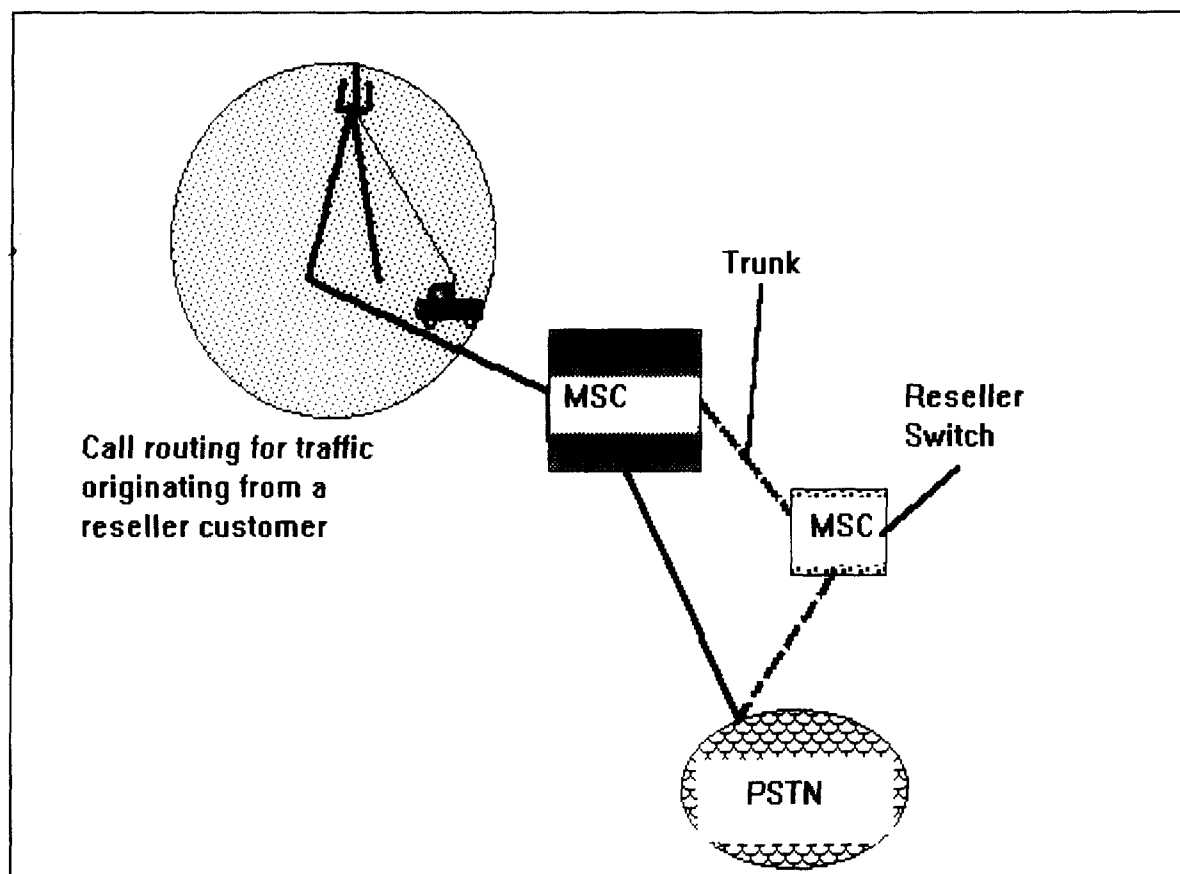 Trunk
MSC
Reseller
Switch
Call routing for traffic
originating from a
reseller customer
MSC
PSTN